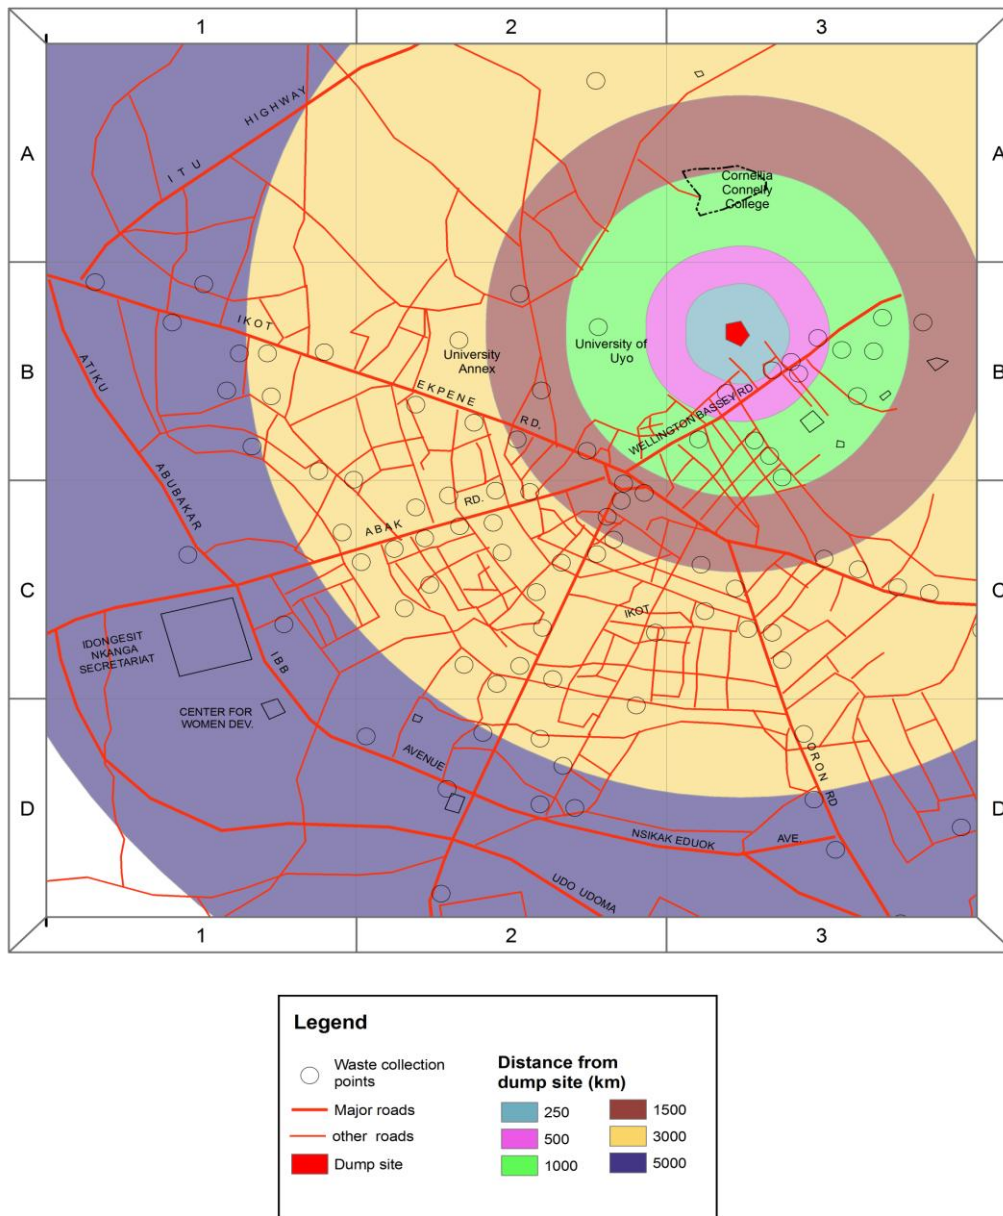 1 2 3
A A
ITU HIGHWAY
Cornellia
Connelly
College
IKOT EKPENE RD.
University
Annex
University of
Uyo
B B
ATIKU ABUBAKAR
WELLINGTON BASSEY RD.
ABAK RD.
C C
IKOT
IDONGESIT
NKANGA
SECRETARIAT
IBB AVENUE
CENTER FOR
WOMEN DEV.
ORON RD
D D
NSIKAK EDUOK AVE.
UDO UDOMA
1 2 3
Legend
Waste collection
points
Major roads
other roads
Dump site
Distance from
dump site (km)
250
500
1000
1500
3000
5000